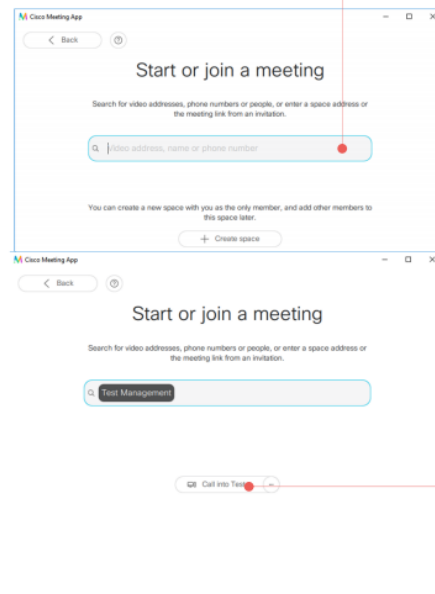 Cisco Meeting App
Back
Start or join a meeting
Search for video addresses, phone numbers or people, or enter a space address or
the meeting link from an invitation.
Video address, name or phone number
You can create a new space with you as the only member, and add other members to
this space later.
+ Create space
Cisco Meeting App
Back
Start or join a meeting
Search for video addresses, phone numbers or people, or enter a space address or
the meeting link from an invitation.
Test Management
Call into Test